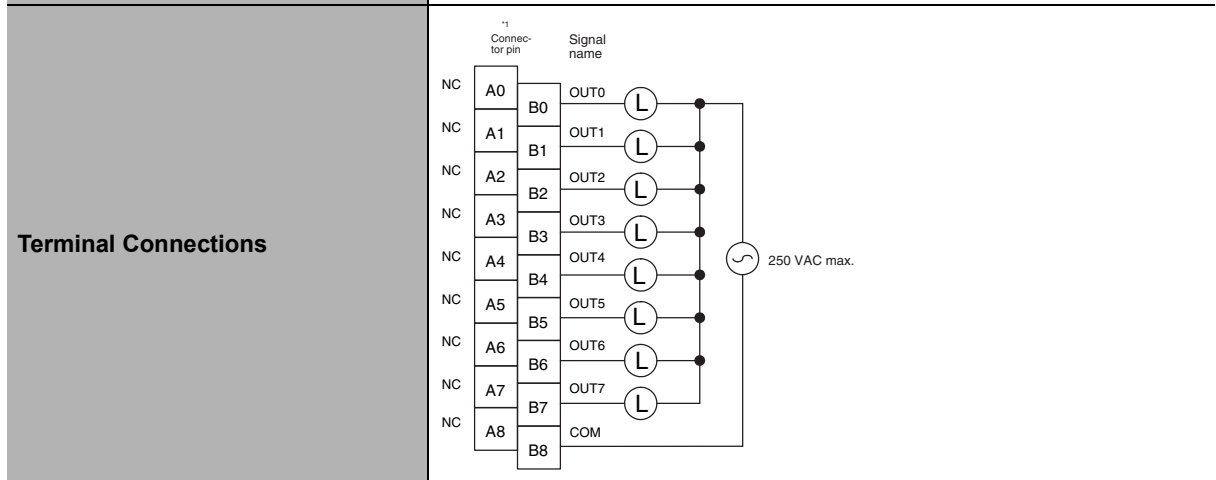 Terminal Connections
*1
Connec-
tor pin
Signal
name
NC A0 B0 OUT0 L
NC A1 B1 OUT1 L
NC A2 B2 OUT2 L
NC A3 B3 OUT3 L
NC A4 B4 OUT4 L
NC A5 B5 OUT5 L
NC A6 B6 OUT6 L
NC A7 B7 OUT7 L
NC A8 B8 COM
250 VAC max.